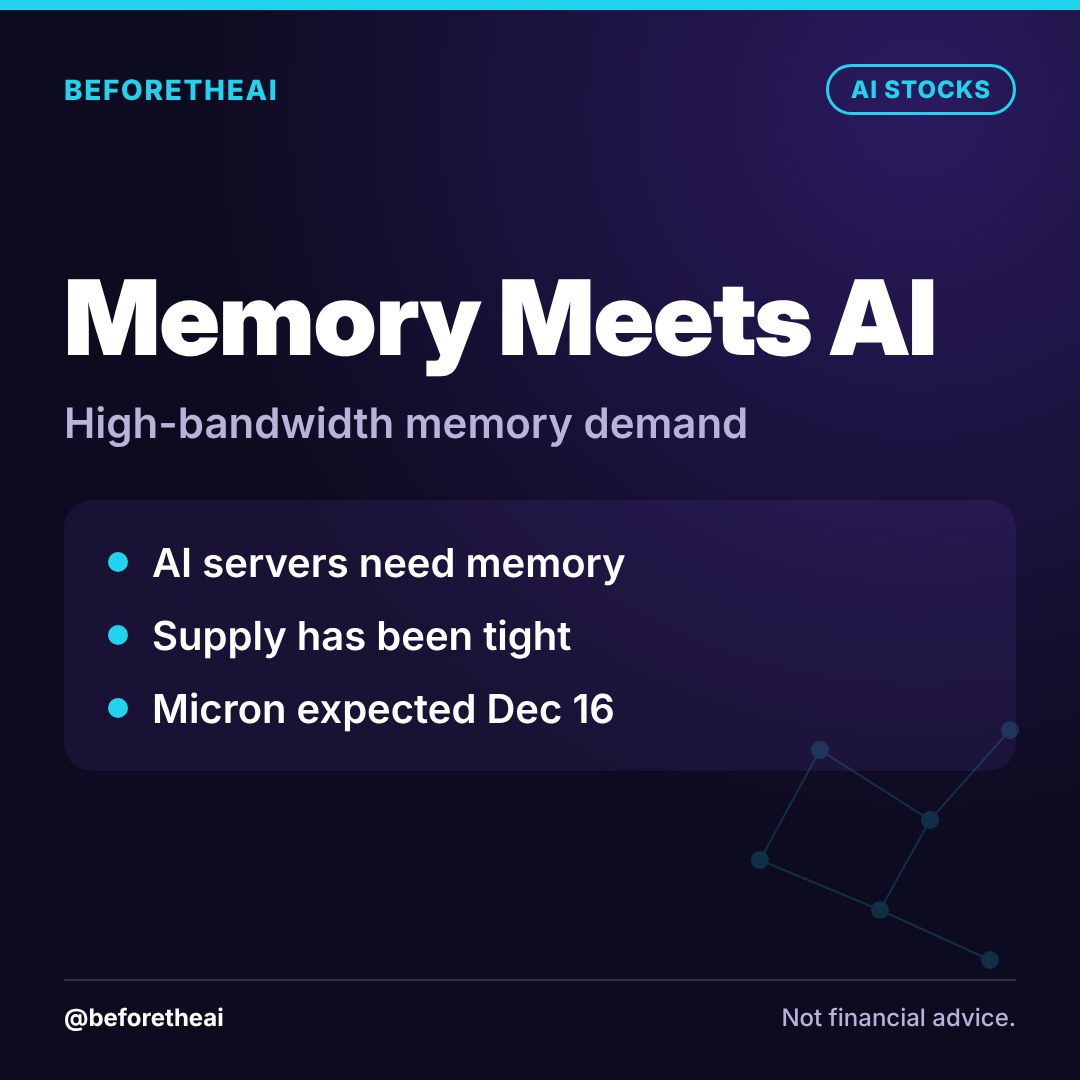 BEFORETHEAI
AI STOCKS
Memory Meets AI
High-bandwidth memory demand
AI servers need memory
Supply has been tight
Micron expected Dec 16
@beforetheai
Not financial advice.